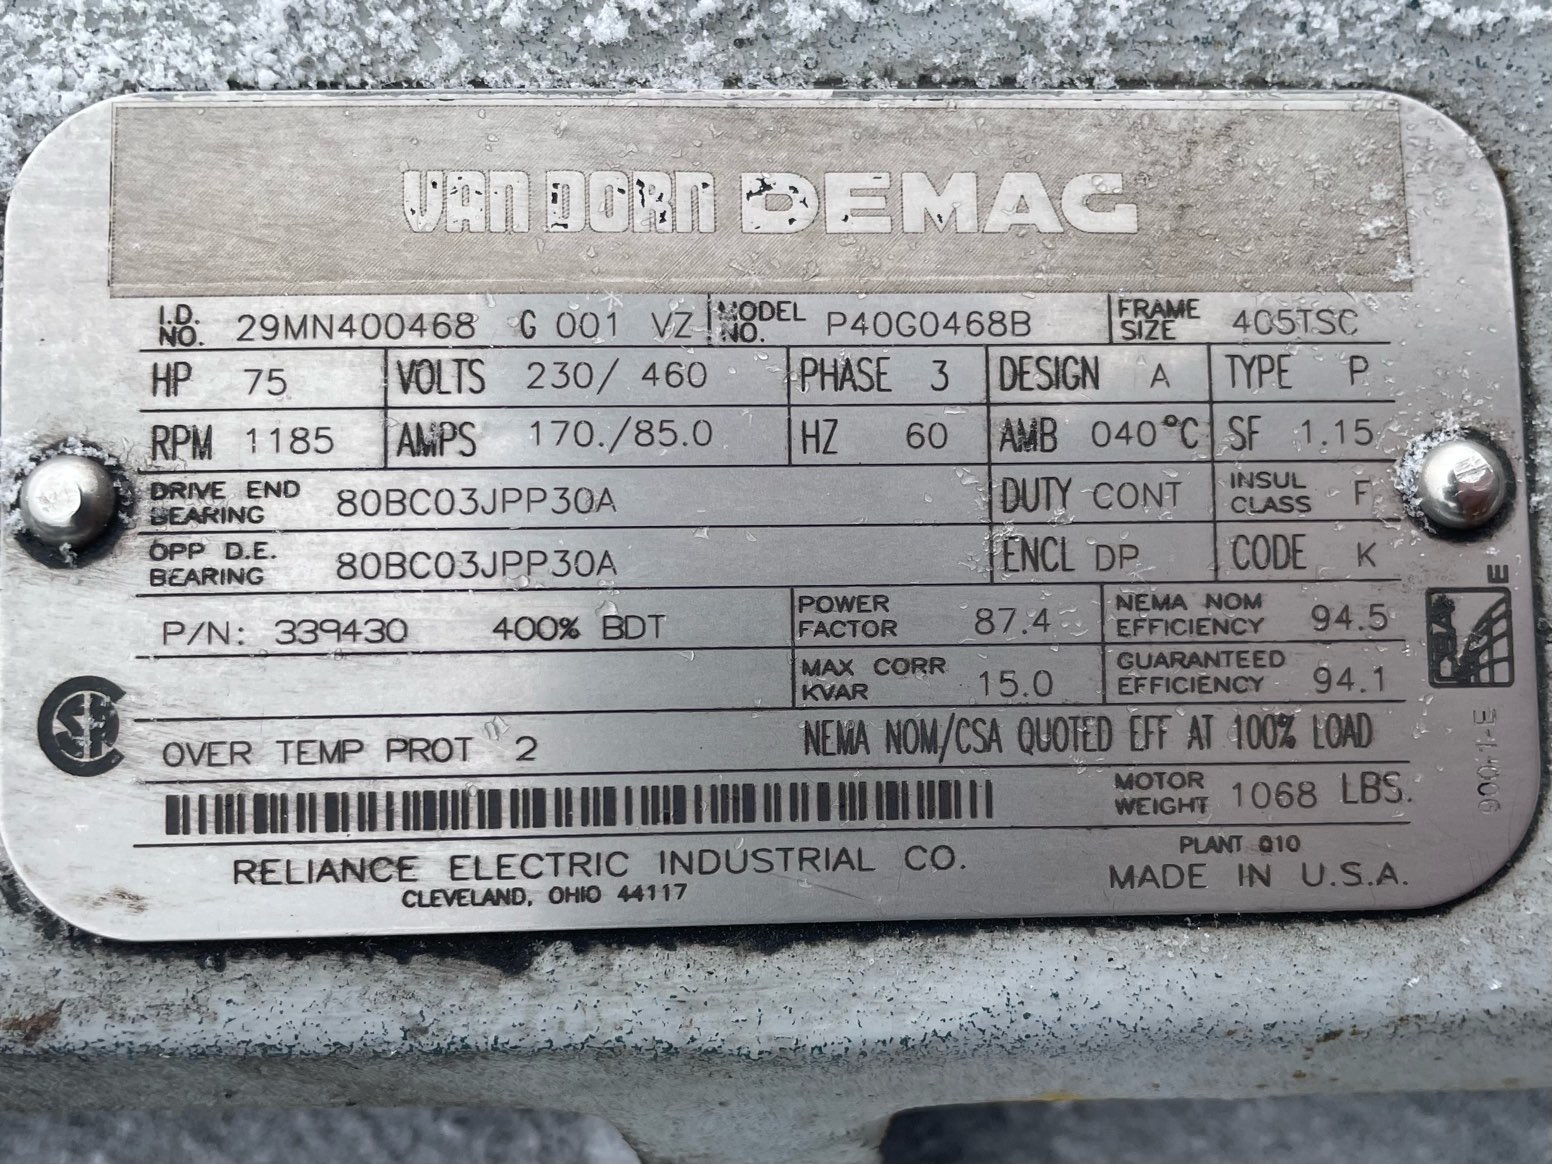 VAN DORN DEMAG
I.D. NO. 29MN400468 G 001 VZ MODEL NO. P40G0468B FRAME SIZE 405TSC
HP 75 VOLTS 230/ 460 PHASE 3 DESIGN A TYPE P
RPM 1185 AMPS 170./85.0 HZ 60 AMB 040°C SF 1.15
DRIVE END BEARING 80BC03JPP30A DUTY CONT INSUL CLASS F
OPP D.E. BEARING 80BC03JPP30A ENCL DP CODE K
P/N: 339430 400% BDT POWER FACTOR 87.4 NEMA NOM EFFICIENCY 94.5
MAX CORR KVAR 15.0 GUARANTEED EFFICIENCY 94.1
OVER TEMP PROT 2 NEMA NOM/CSA QUOTED EFF AT 100% LOAD
MOTOR WEIGHT 1068 LBS.
RELIANCE ELECTRIC INDUSTRIAL CO.
CLEVELAND, OHIO 44117
PLANT 010
MADE IN U.S.A.
E